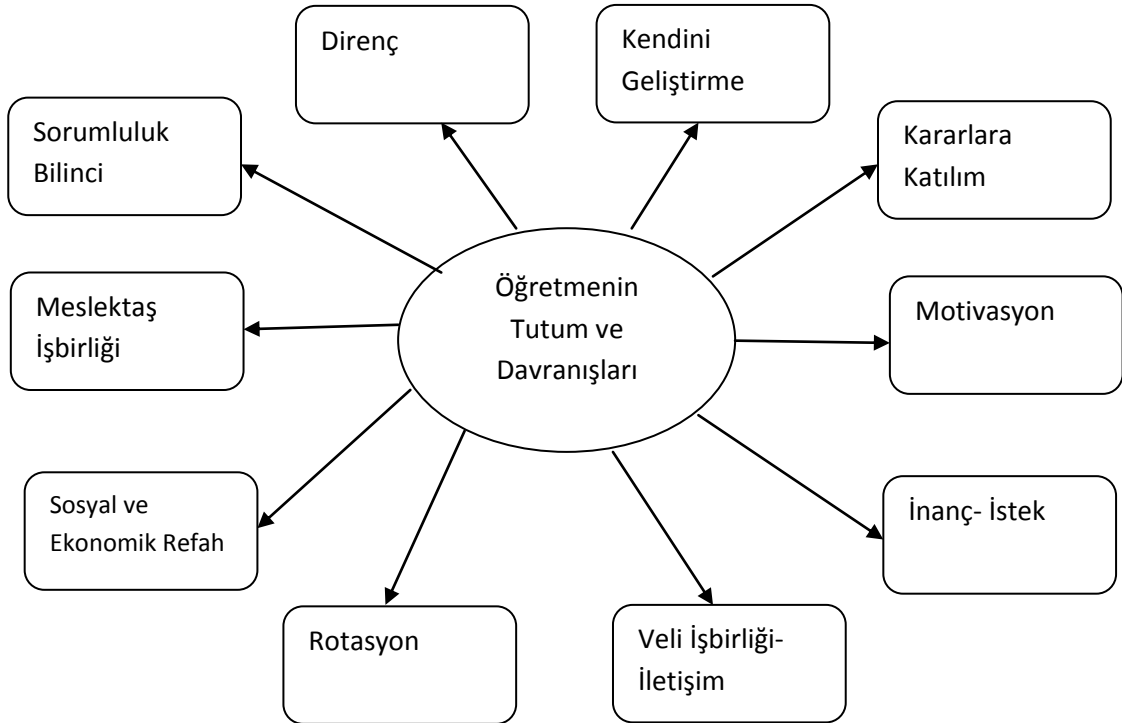 Direnç
Kendini
Geliştirme
Sorumluluk
Bilinci
Kararlara
Katılım
Öğretmenin
Tutum ve
Davranışları
Meslektaş
İşbirliği
Motivasyon
Sosyal ve
Ekonomik Refah
İnanç- İstek
Rotasyon
Veli İşbirliği-
İletişim